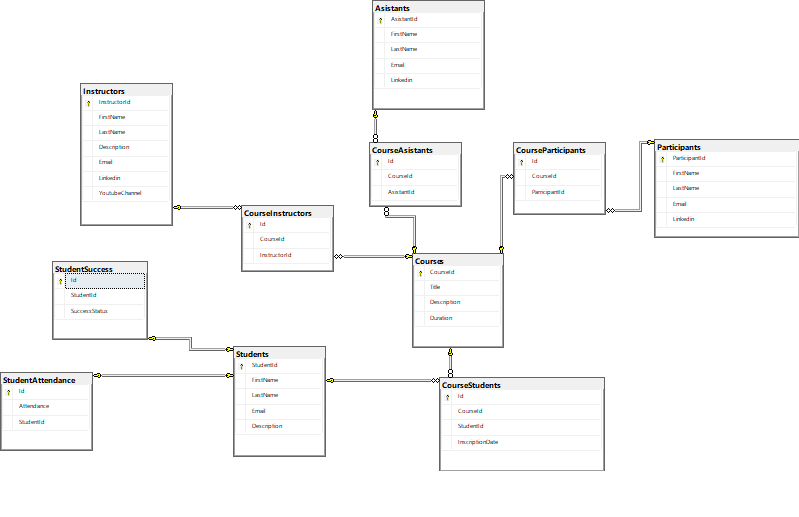 Asistants
AsistantId
FirstName
LastName
Email
Linkedin
Instructors
InstructorId
FirstName
LastName
Description
Email
Linkedin
YoutubeChannel
CourseAsistants
Id
CourseId
AsistantId
CourseParticipants
Id
CourseId
ParticipantId
Participants
ParticipantId
FirstName
LastName
Email
Linkedin
CourseInstructors
Id
CourseId
InstructorId
Courses
CourseId
Title
Description
Duration
StudentSuccess
Id
StudentId
SuccessStatus
Students
StudentId
FirstName
LastName
Email
Description
StudentAttendance
Id
Attendance
StudentId
CourseStudents
Id
CourseId
StudentId
InscriptionDate